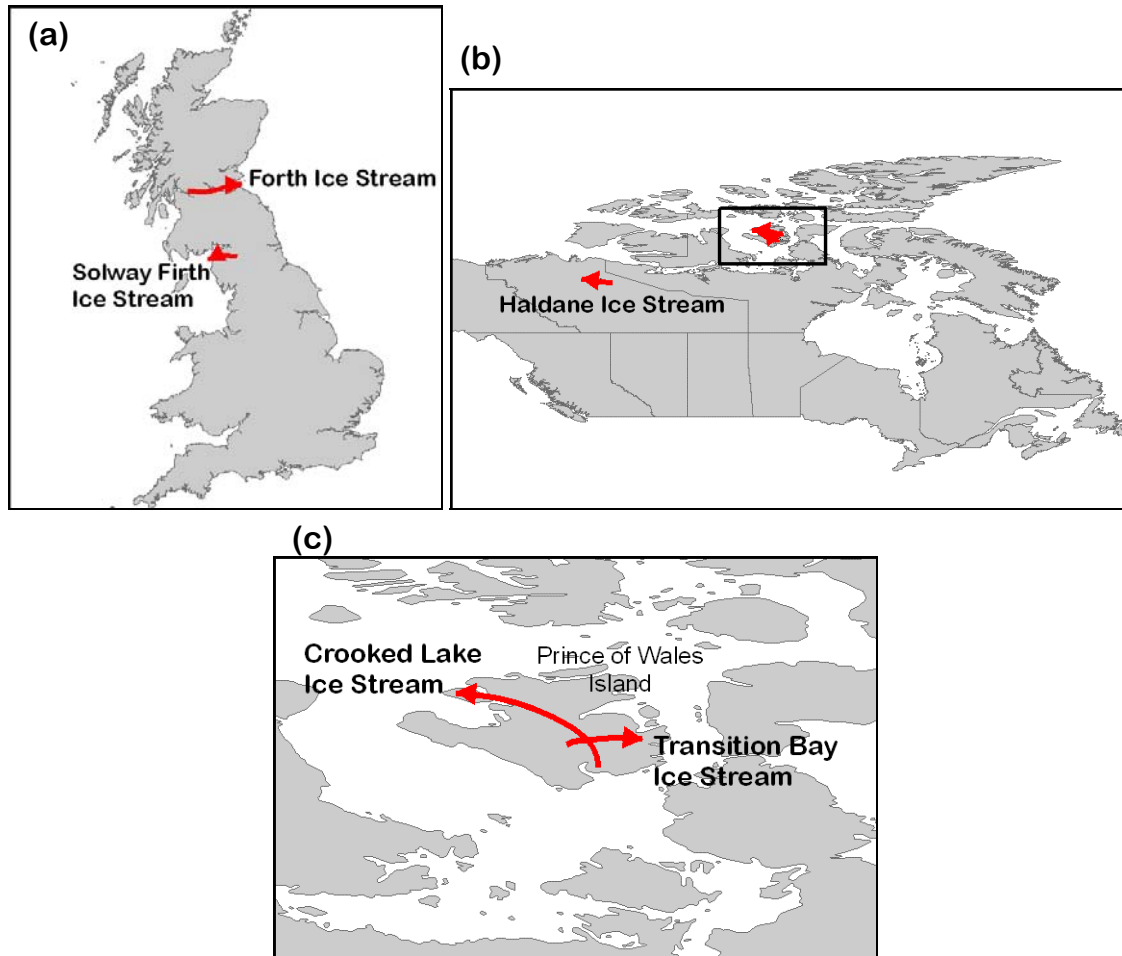 (a)
Forth Ice Stream
Solway Firth
Ice Stream
(b)
Haldane Ice Stream
(c)
Crooked Lake
Ice Stream
Prince of Wales
Island
Transition Bay
Ice Stream